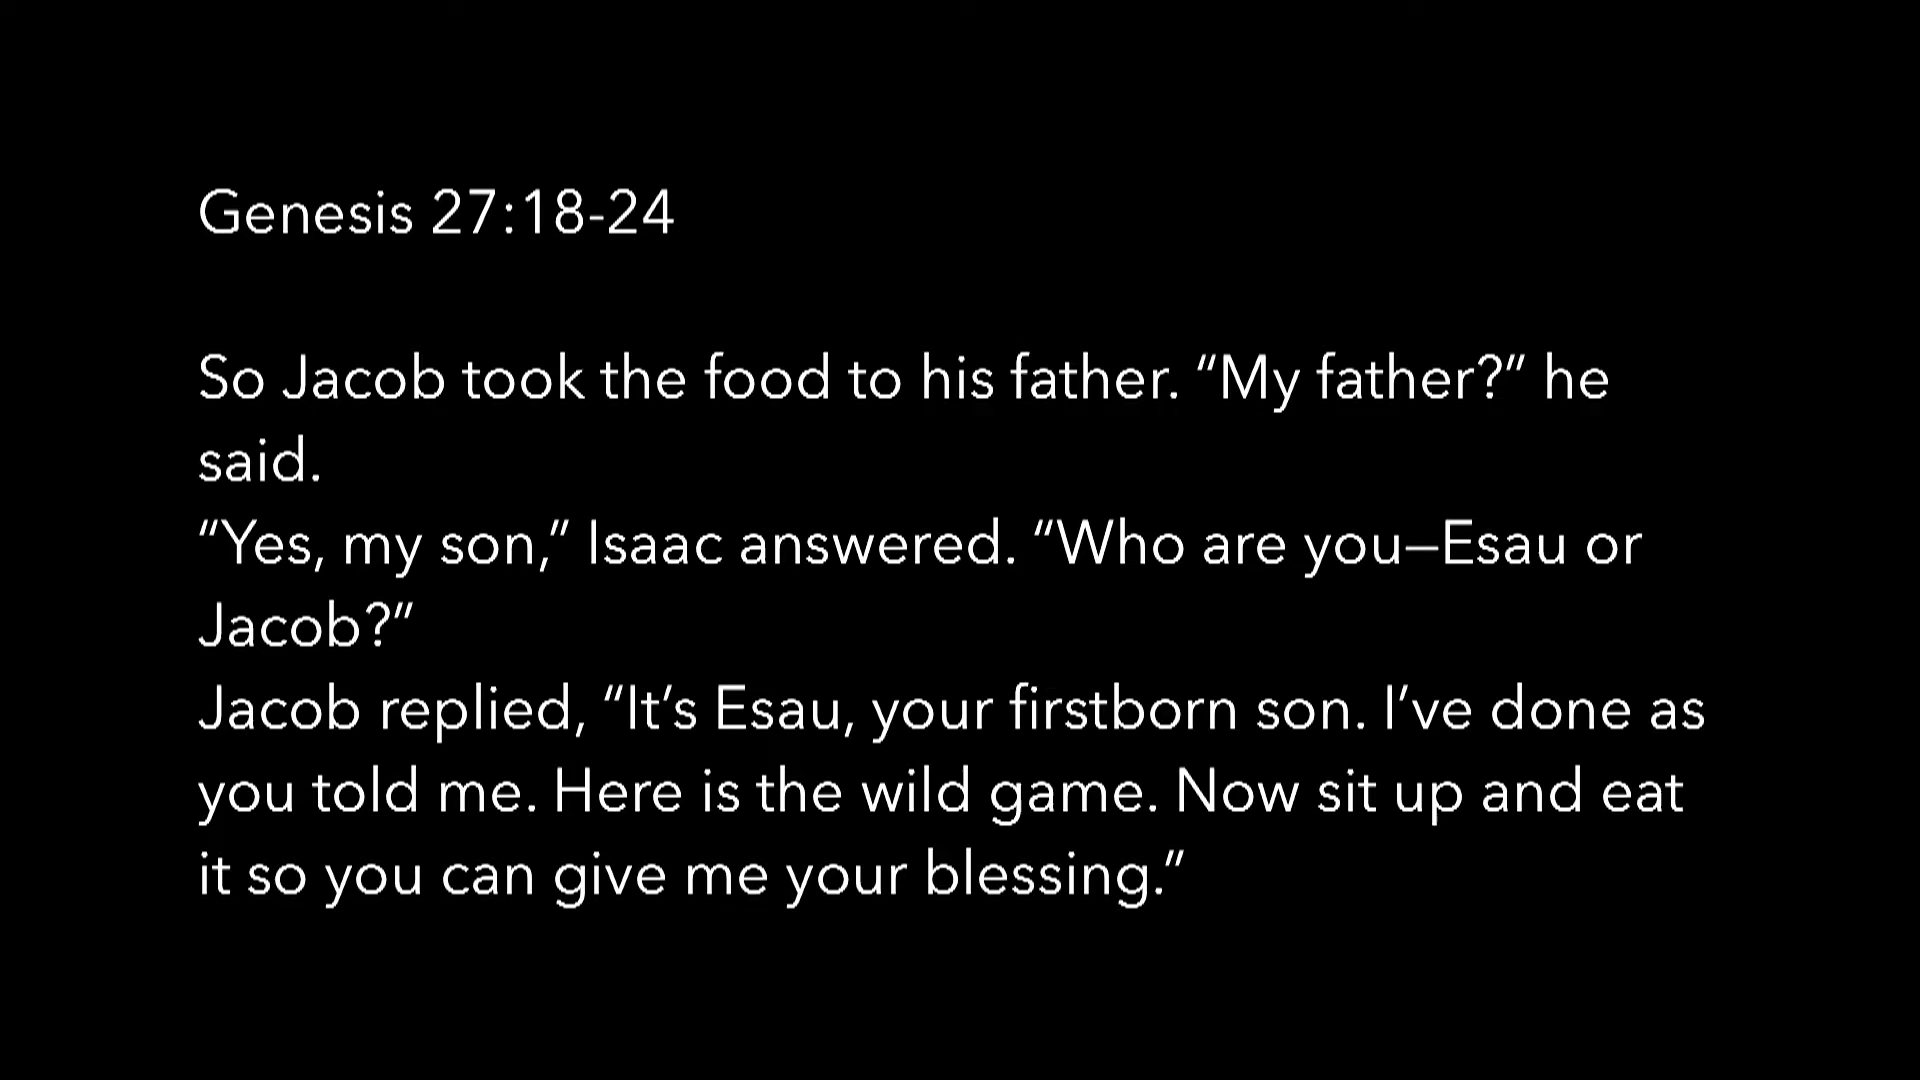 Genesis 27:18-24
So Jacob took the food to his father. “My father?” he
said.
“Yes, my son,” Isaac answered. “Who are you—Esau or
Jacob?”
Jacob replied, “It’s Esau, your firstborn son. I’ve done as
you told me. Here is the wild game. Now sit up and eat
it so you can give me your blessing.”